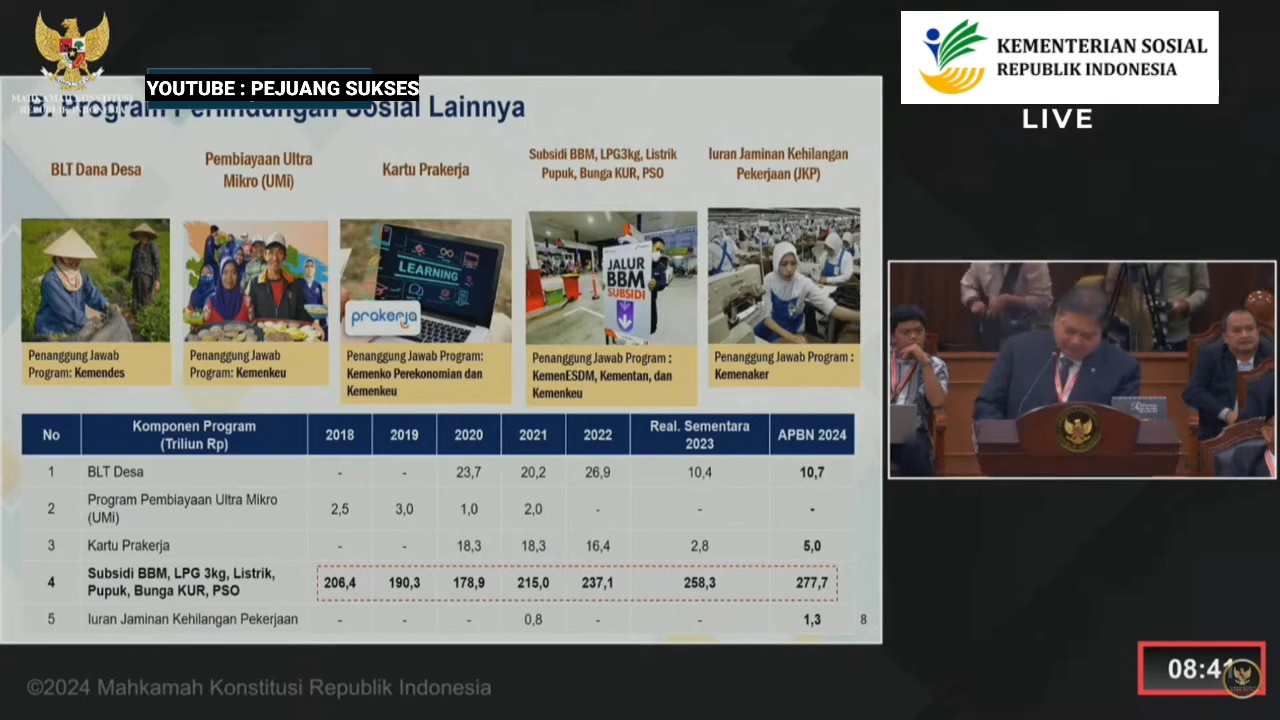 MAHKAMAH KONSTITUSI
REPUBLIK INDONESIA
YOUTUBE : PEJUANG SUKSES
KEMENTERIAN SOSIAL
REPUBLIK INDONESIA
LIVE
B. Program Perlindungan Sosial Lainnya
BLT Dana Desa
Pembiayaan Ultra
Mikro (UMi)
Kartu Prakerja
Subsidi BBM, LPG3kg, Listrik
Pupuk, Bunga KUR, PSO
Iuran Jaminan Kehilangan
Pekerjaan (JKP)
LEARNING
prakerja
JALUR
BBM
SUBSIDI
Penanggung Jawab
Program: Kemendes
Penanggung Jawab
Program: Kemenkeu
Penanggung Jawab Program:
Kemenko Perekonomian dan
Kemenkeu
Penanggung Jawab Program :
KemenESDM, Kementan, dan
Kemenkeu
Penanggung Jawab Program :
Kemenaker
No Komponen Program (Triliun Rp) 2018 2019 2020 2021 2022 Real. Sementara 2023 APBN 2024
1 BLT Desa - - 23,7 20,2 26,9 10,4 10,7
2 Program Pembiayaan Ultra Mikro (UMi) 2,5 3,0 1,0 2,0 - - -
3 Kartu Prakerja - - 18,3 18,3 16,4 2,8 5,0
4 Subsidi BBM, LPG 3kg, Listrik, Pupuk, Bunga KUR, PSO 206,4 190,3 178,9 215,0 237,1 258,3 277,7
5 Iuran Jaminan Kehilangan Pekerjaan - - - 0,8 - - 1,3
8
©2024 Mahkamah Konstitusi Republik Indonesia
08:41